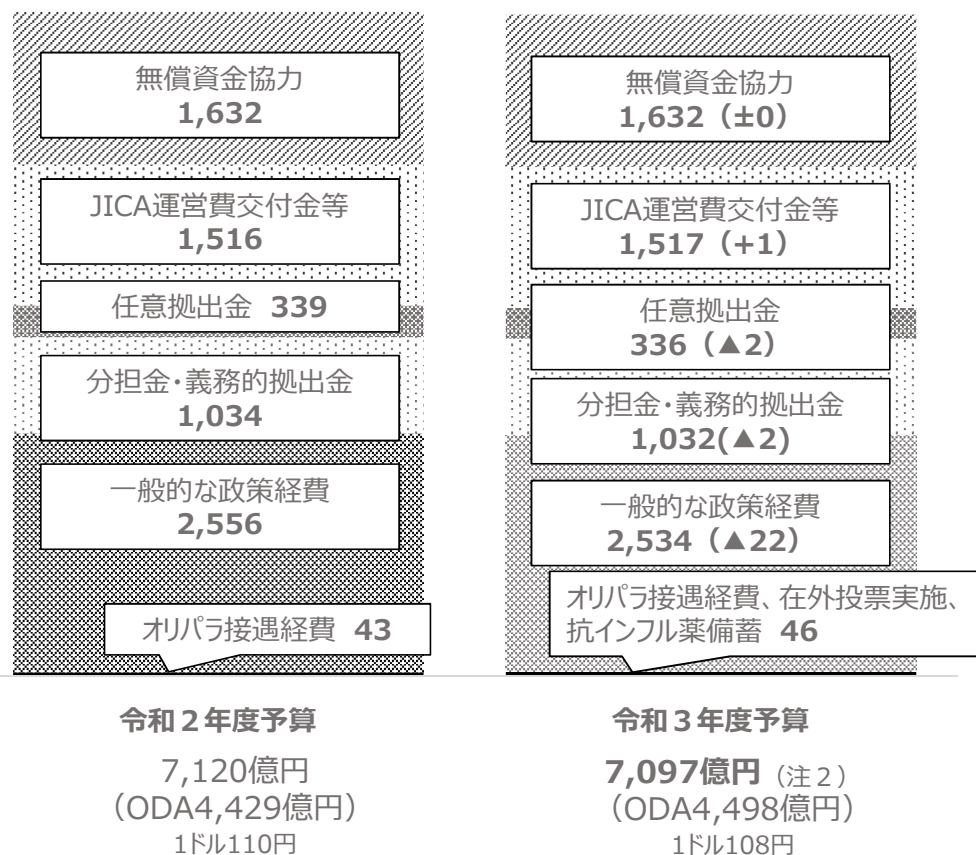 無償資金協力
1,632
JICA運営費交付金等
1,516
任意拠出金 339
分担金・義務的拠出金
1,034
一般的な政策経費
2,556
オリパラ接遇経費 43
令和２年度予算
7,120億円
（ODA4,429億円）
1ドル110円
無償資金協力
1,632（±0）
JICA運営費交付金等
1,517（+1）
任意拠出金
336（▲2）
分担金・義務的拠出金
1,032(▲2)
一般的な政策経費
2,534（▲22）
オリパラ接遇経費、在外投票実施、
抗インフル薬備蓄 46
令和３年度予算
7,097億円（注２）
（ODA4,498億円）
1ドル108円